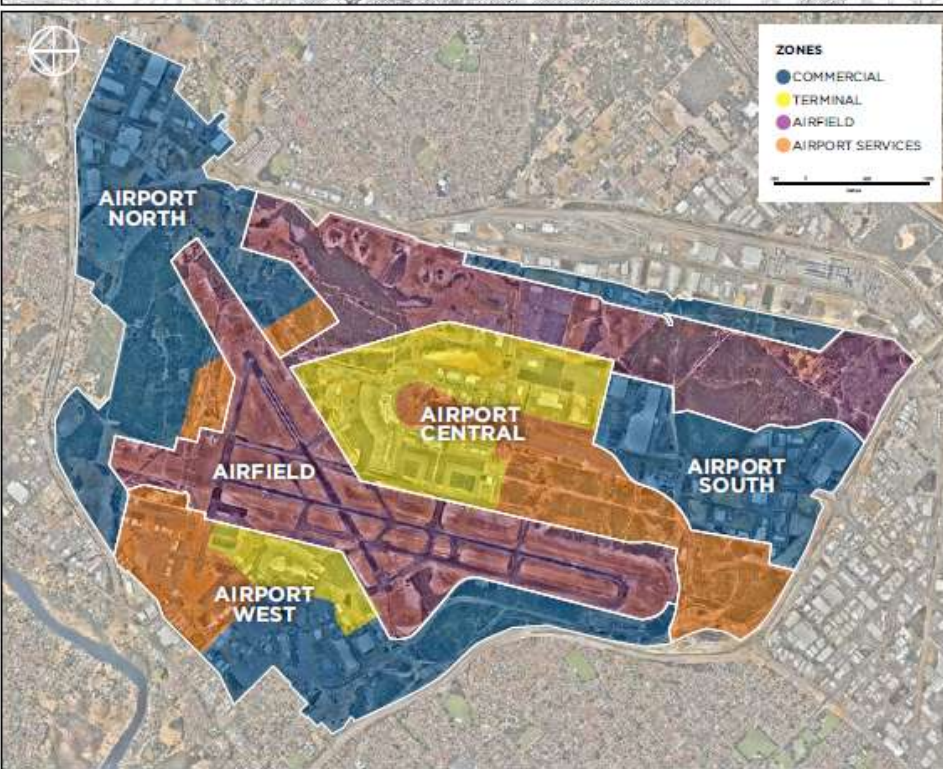 ZONES
COMMERCIAL
TERMINAL
AIRFIELD
AIRPORT SERVICES
AIRPORT
NORTH
AIRPORT
CENTRAL
AIRFIELD
AIRPORT
SOUTH
AIRPORT
WEST